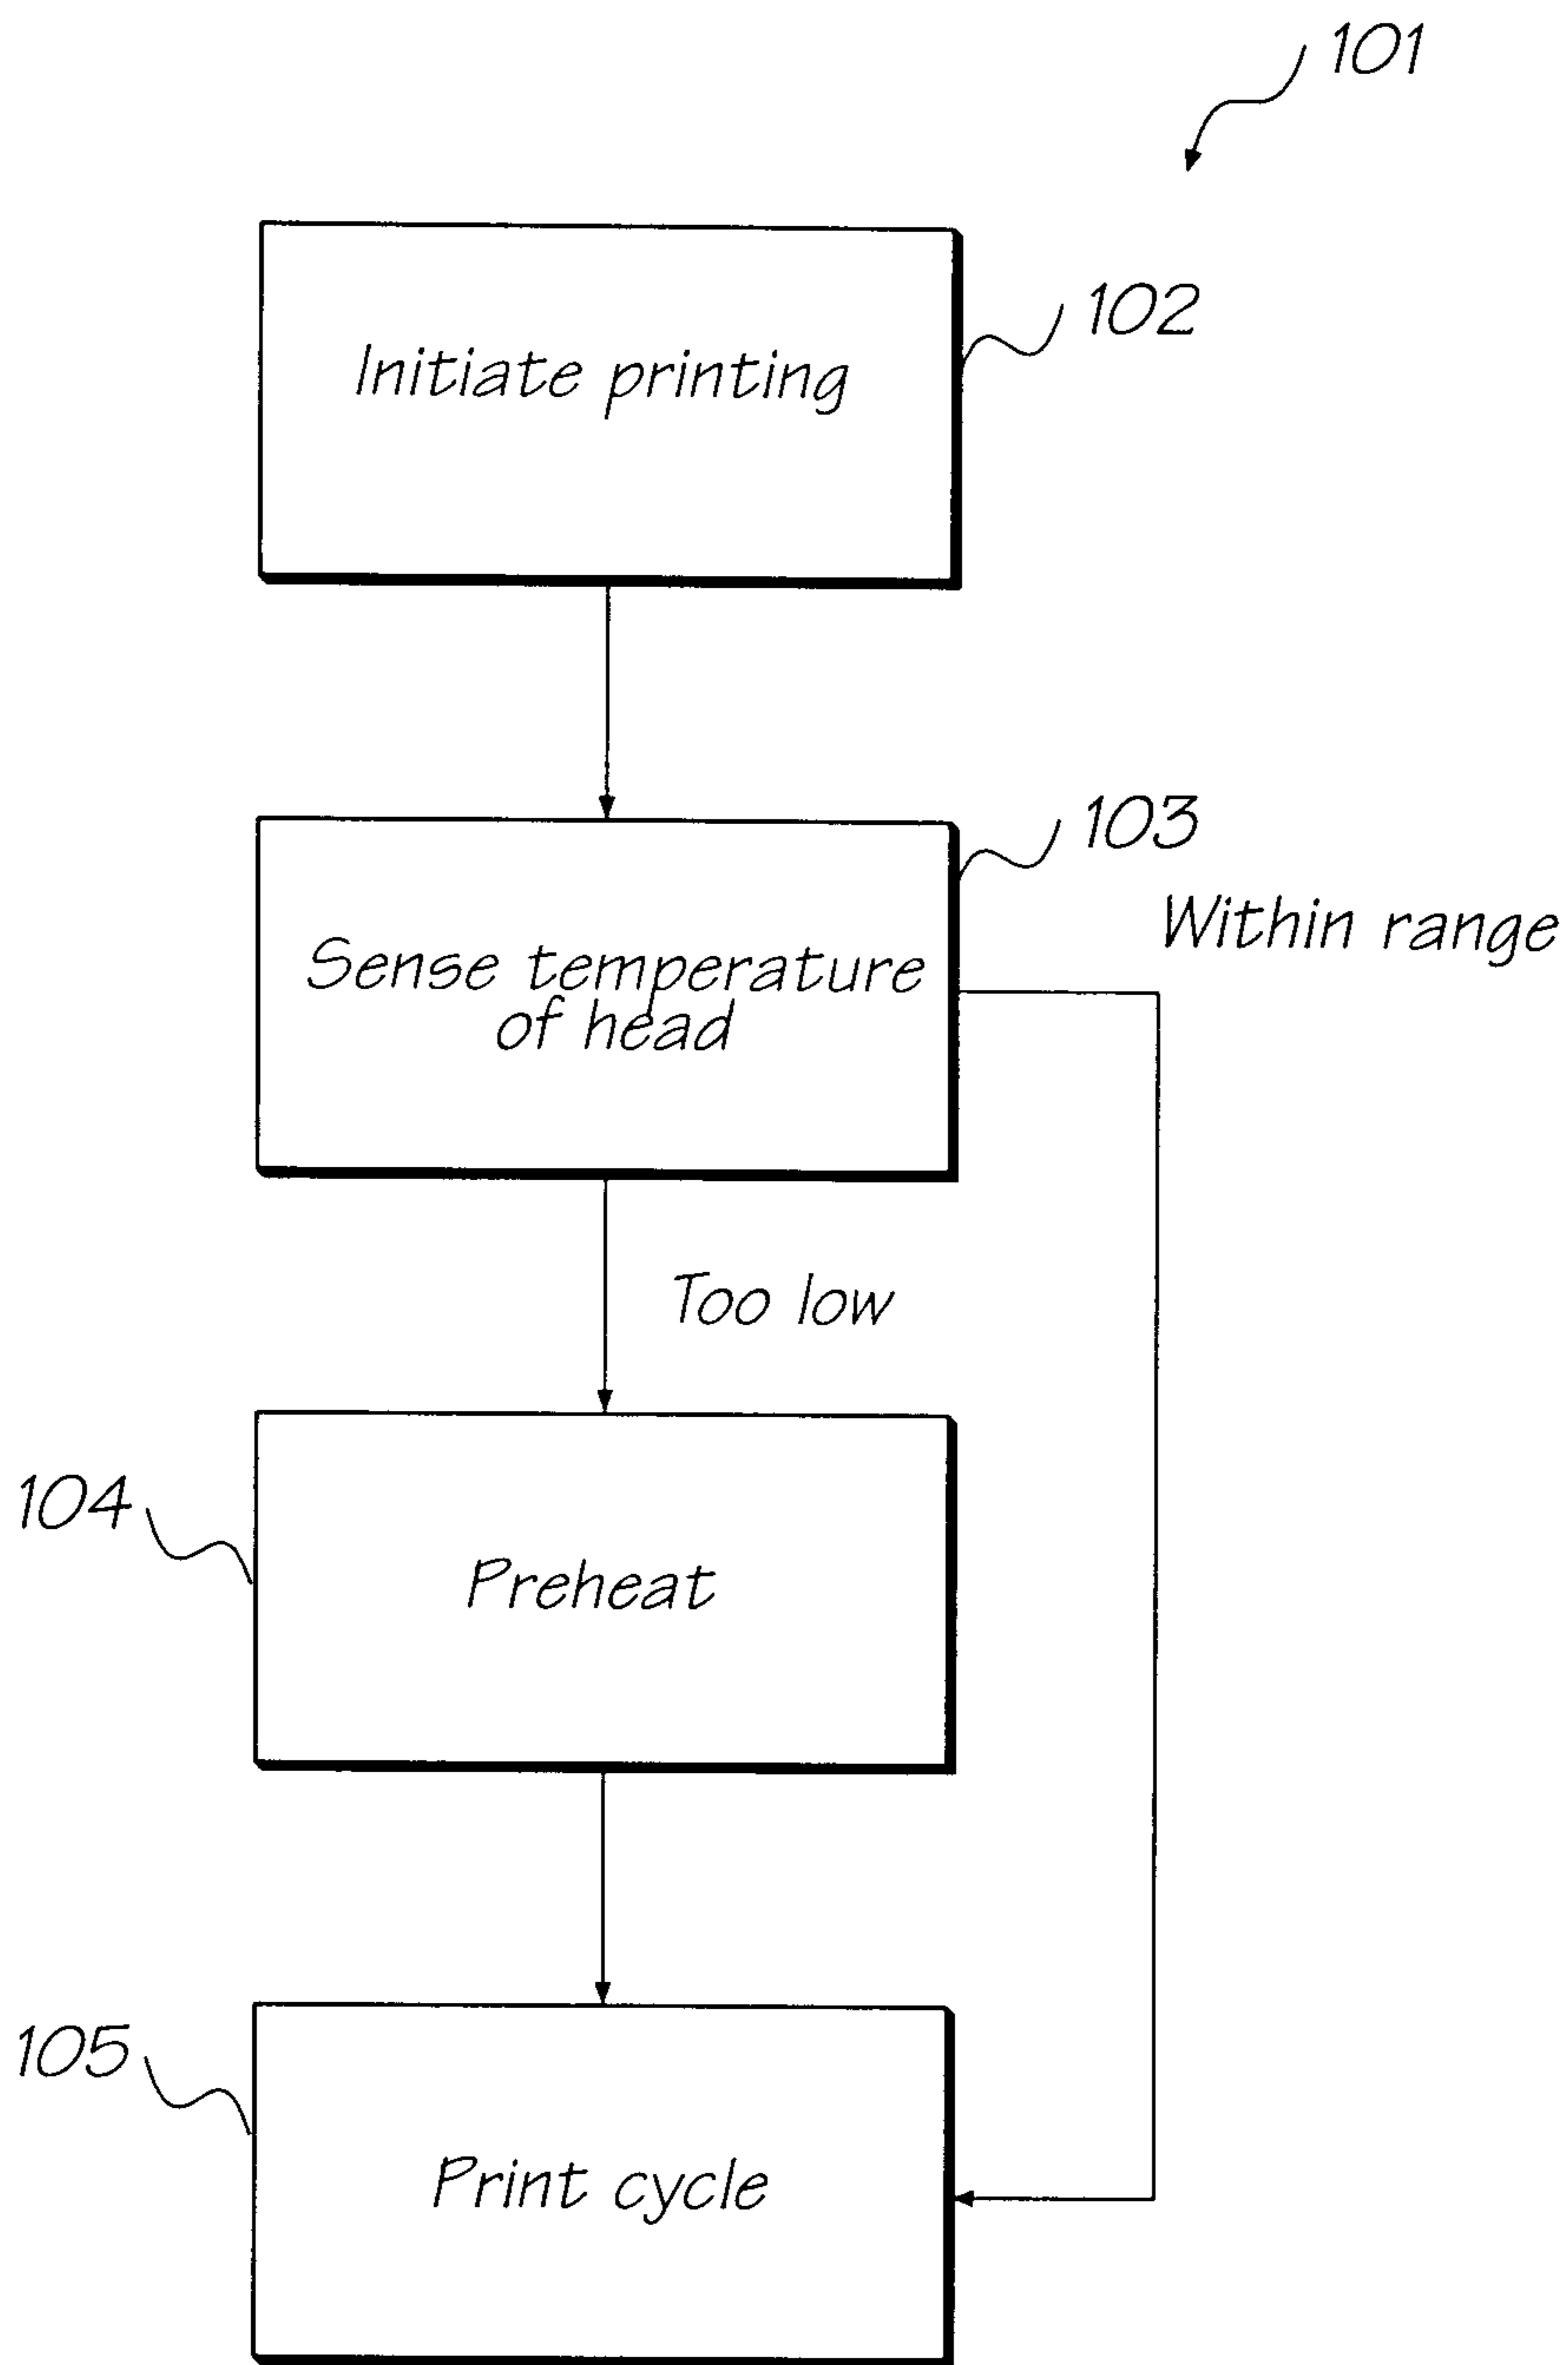 101
Initiate printing
102
103
Within range
Sense temperature
of head
Too low
104
Preheat
105
Print cycle